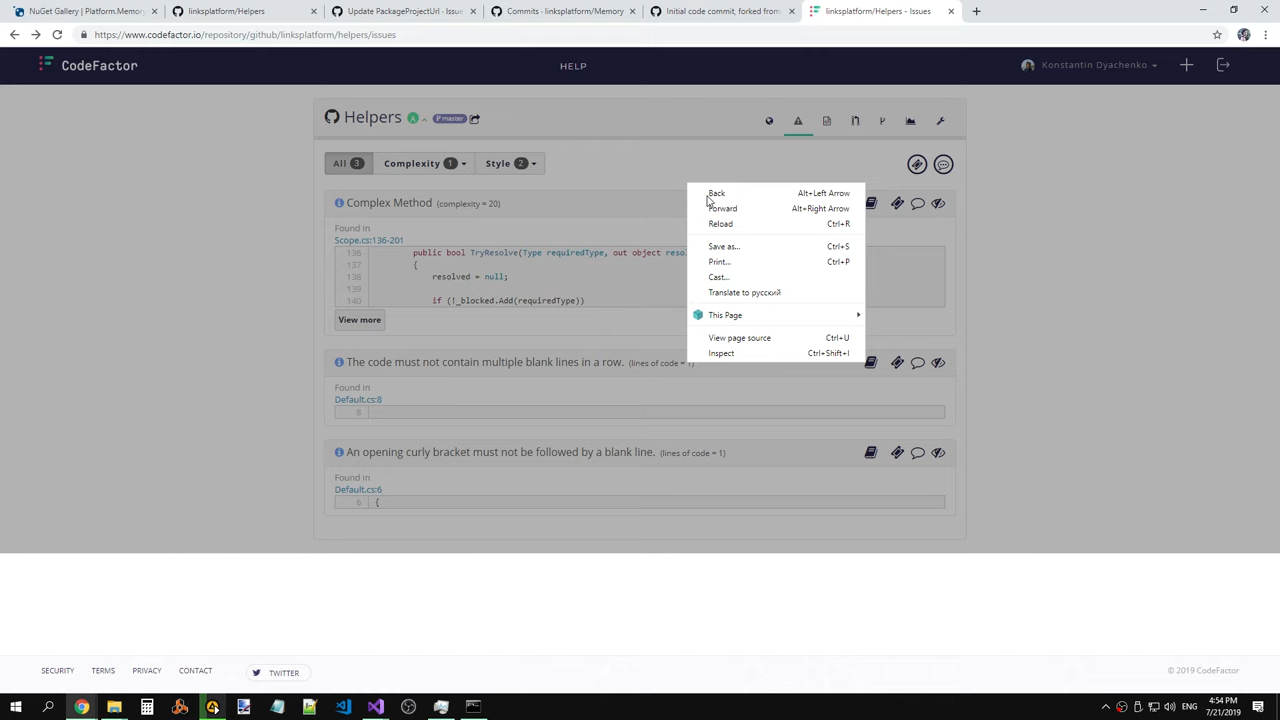 NuGet Gallery | Platform.Memory
linksplatform/Helpers
Update PackageProjectUrl · Issue
Commits · linksplatform/Memory
Initial code commit, forked from
linksplatform/Helpers - Issues
https://www.codefactor.io/repository/github/linksplatform/helpers/issues
CodeFactor
HELP
Konstantin Dyachenko
Helpers
A
master
All 3
Complexity 1
Style 2
Complex Method (complexity = 20)
Found in
Scope.cs:136-201
136 public bool TryResolve(Type requiredType, out object resol
137 {
138 resolved = null;
139
140 if (!_blocked.Add(requiredType))
View more
Back Alt+Left Arrow
Forward Alt+Right Arrow
Reload Ctrl+R
Save as... Ctrl+S
Print... Ctrl+P
Cast...
Translate to русский
This Page
View page source Ctrl+U
Inspect Ctrl+Shift+I
The code must not contain multiple blank lines in a row. (lines of code = 1)
Found in
Default.cs:8
8
An opening curly bracket must not be followed by a blank line. (lines of code = 1)
Found in
Default.cs:6
6 {
SECURITY TERMS PRIVACY CONTACT TWITTER
© 2019 CodeFactor
ENG
4:54 PM
7/21/2019